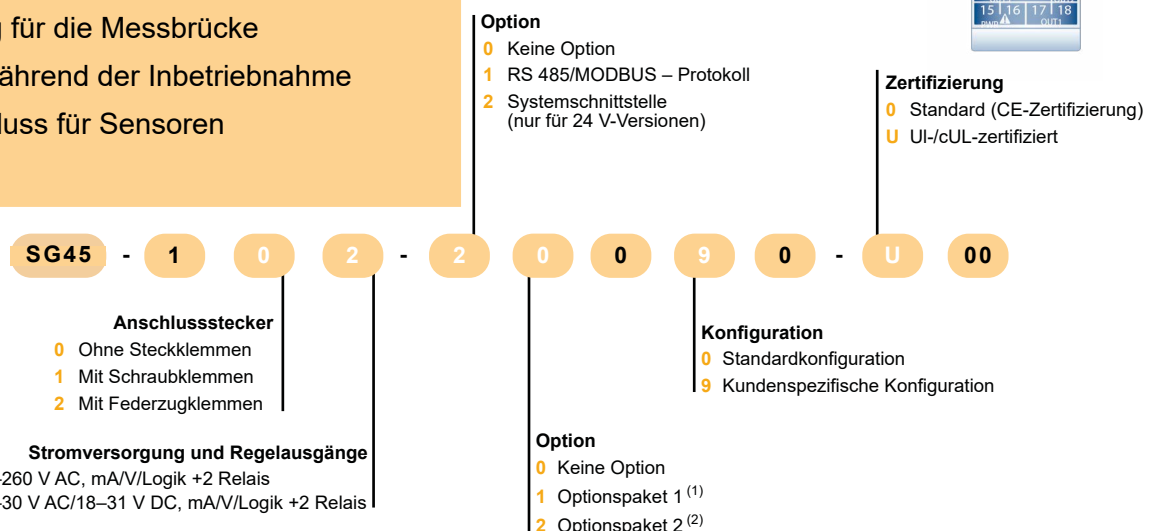 für die Messbrücke
während der Inbetriebnahme
für Sensoren
15 16 17 18
PWR OUT1
Option
0 Keine Option
1 RS 485/MODBUS – Protokoll
2 Systemschnittstelle
(nur für 24 V-Versionen)
Zertifizierung
0 Standard (CE-Zertifizierung)
U Ul-/cUL-zertifiziert
SG45 - 1 0 2 - 2 0 0 9 0 - U 00
Anschlussstecker
0 Ohne Steckklemmen
1 Mit Schraubklemmen
2 Mit Federzugklemmen
Konfiguration
0 Standardkonfiguration
9 Kundenspezifische Konfiguration
Stromversorgung und Regelausgänge
–260 V AC, mA/V/Logik +2 Relais
–30 V AC/18–31 V DC, mA/V/Logik +2 Relais
Option
0 Keine Option
1 Optionspaket 1 (1)
2 Optionspaket 2 (2)